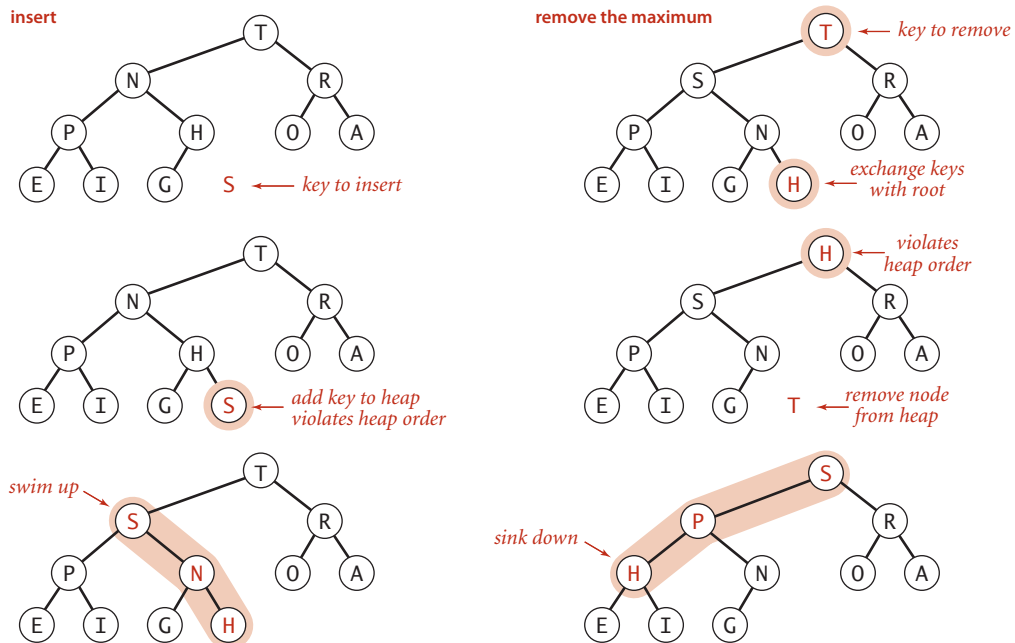 insert
T
N R
P H O A
E I G S key to insert
T
N R
P H O A
E I G S add key to heap
violates heap order
T
swim up
S R
P N O A
E I G H
remove the maximum
T key to remove
S R
P N O A
E I G H exchange keys
with root
H violates
heap order
S R
P N O A
E I G T remove node
from heap
S
P R
sink down
H N O A
E I G